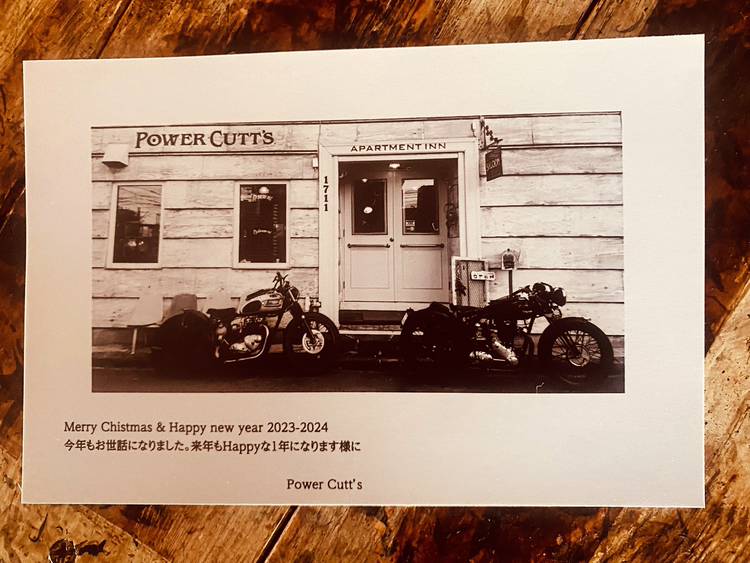 POWER CUTT'S
APARTMENT INN
1711
Merry Chistmas & Happy new year 2023-2024
今年もお世話になりました。来年もHappyな1年になります様に
Power Cutt's